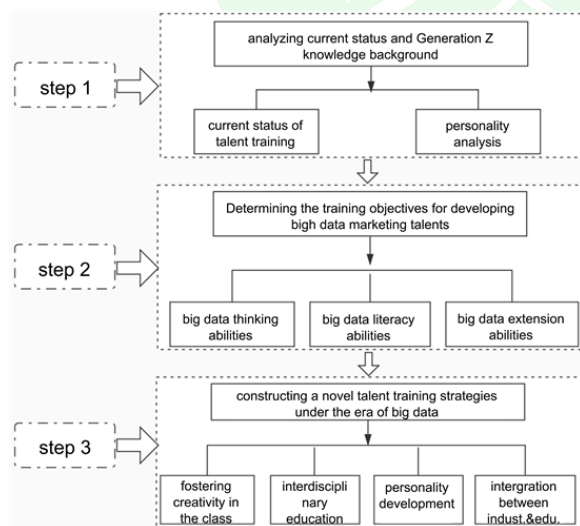 analyzing current status and Generation Z
knowledge background
step 1
current status of
talent training
personality
analysis
Determining the training objectives for developing
bigh data marketing talents
step 2
big data thinking
abilities
big data literacy
abilities
big data extension
abilities
constructing a novel talent training strategies
under the era of big data
step 3
fostering
creativity in
the class
interdiscipli
nary
education
personality
development
intergration
between
indust.&edu.